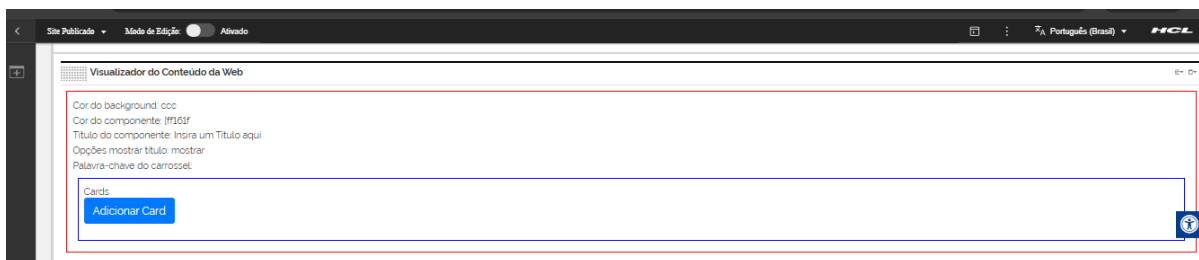 Site Publicado Modo de Edição: Ativado Português (Brasil) HCL
Visualizador do Conteúdo da Web
Cor do background: ccc
Cor do componente: [ff161f
Título do componente: Insira um Título aqui
Opções mostrar título: mostrar
Palavra-chave do carrossel:
Cards
Adicionar Card